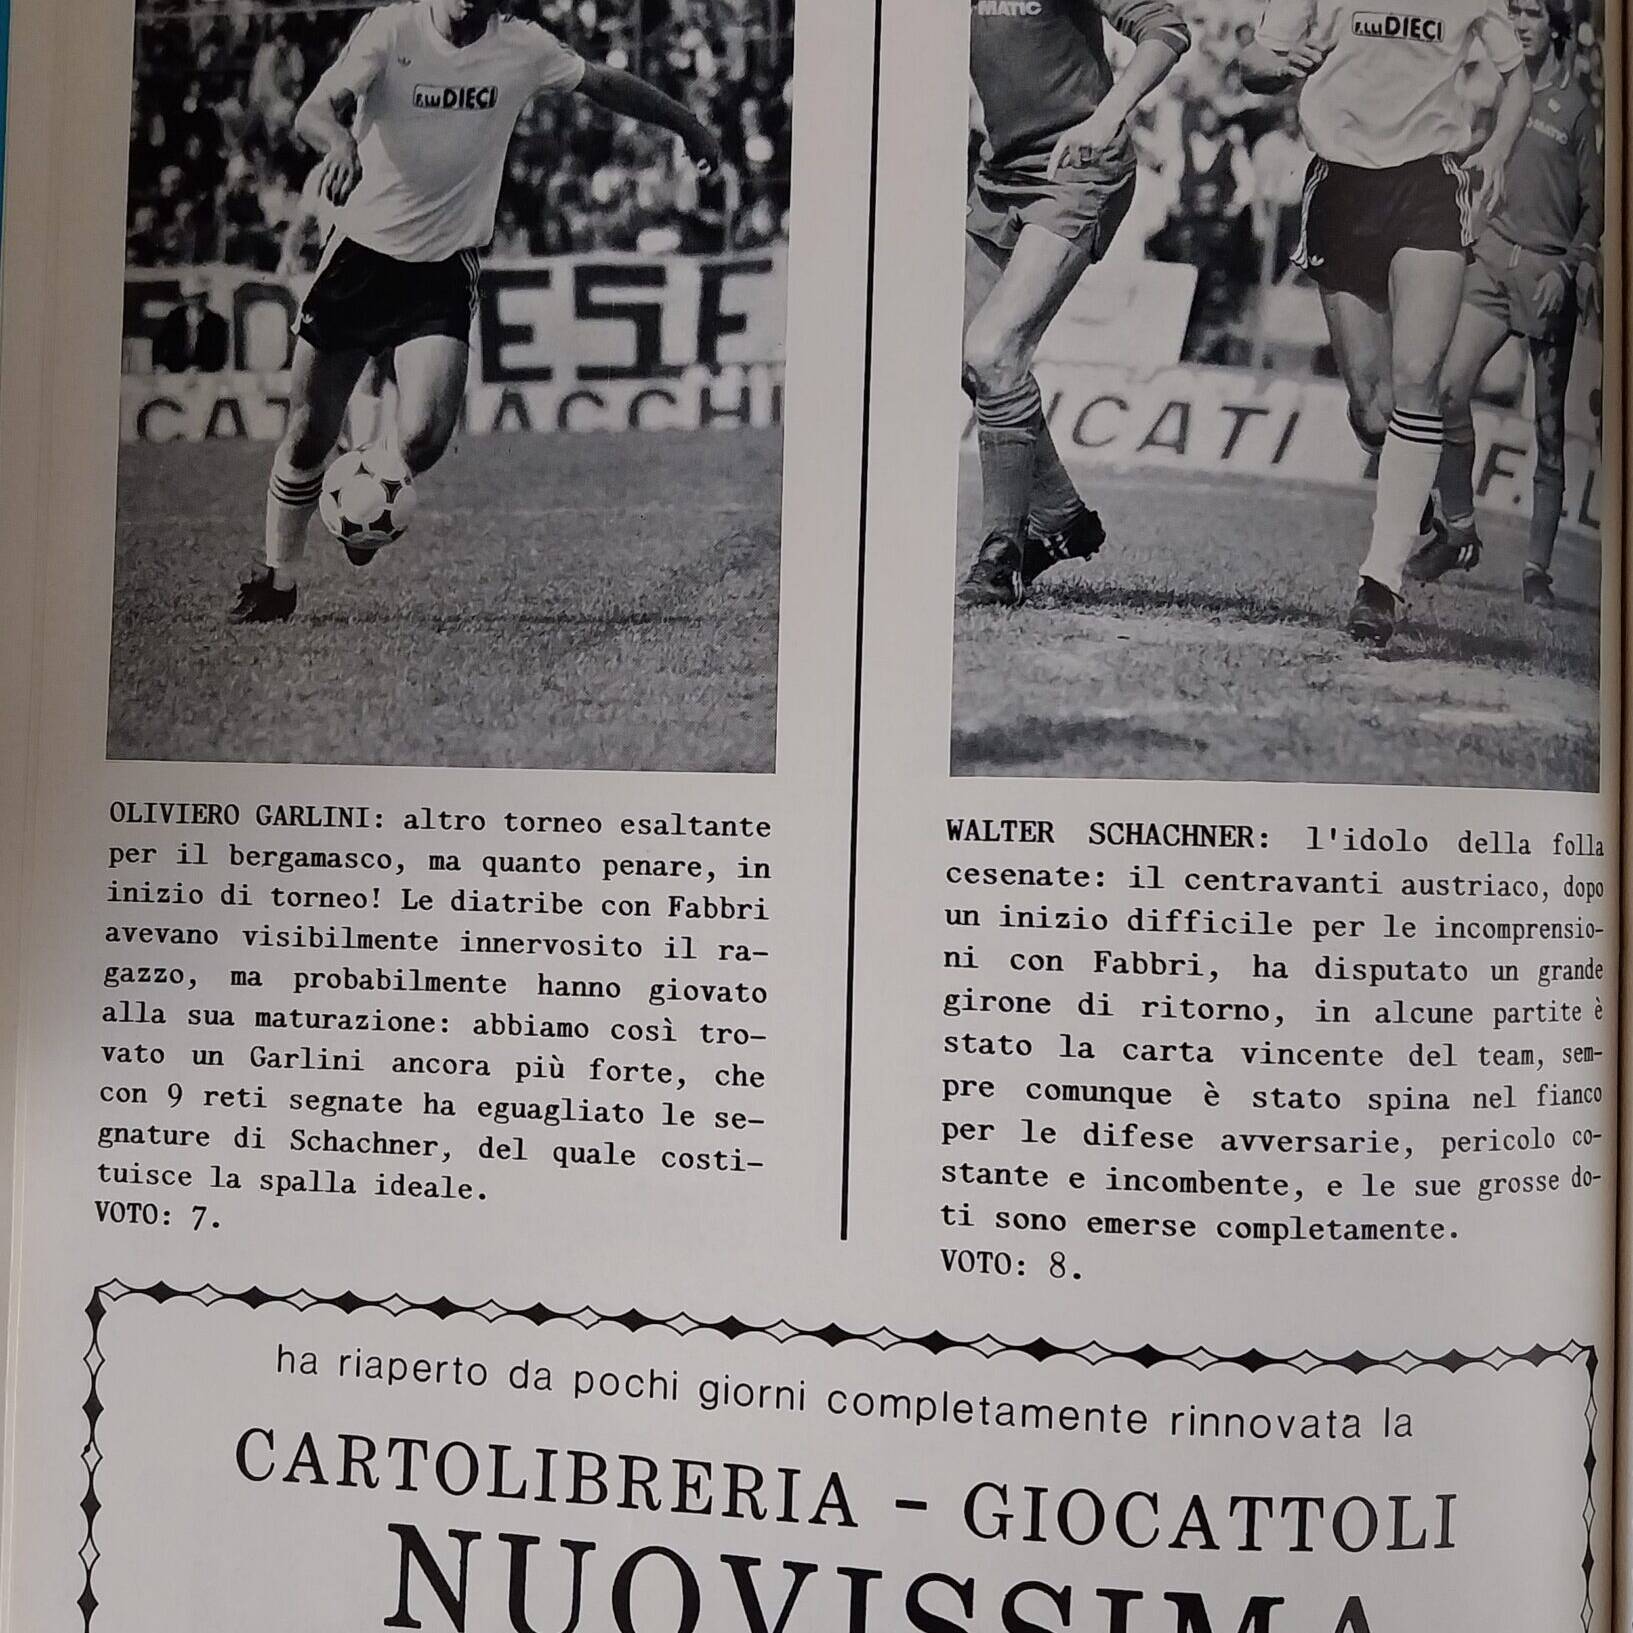 F.LLI DIECI
ESE
MATIC
F.LLI DIECI
MATIC
CATI
OLIVIERO GARLINI: altro torneo esaltante
per il bergamasco, ma quanto penare, in
inizio di torneo! Le diatribe con Fabbri
avevano visibilmente innervosito il ra-
gazzo, ma probabilmente hanno giovato
alla sua maturazione: abbiamo così tro-
vato un Garlini ancora più forte, che
con 9 reti segnate ha eguagliato le se-
gnature di Schachner, del quale costi-
tuisce la spalla ideale.
VOTO: 7.
WALTER SCHACHNER: l'idolo della folla
cesenate: il centravanti austriaco, dopo
un inizio difficile per le incomprensio-
ni con Fabbri, ha disputato un grande
girone di ritorno, in alcune partite è
stato la carta vincente del team, sem-
pre comunque è stato spina nel fianco
per le difese avversarie, pericolo co-
stante e incombente, e le sue grosse do-
ti sono emerse completamente.
VOTO: 8.
ha riaperto da pochi giorni completamente rinnovata la
CARTOLIBRERIA - GIOCATTOLI
NUOVISSIMA